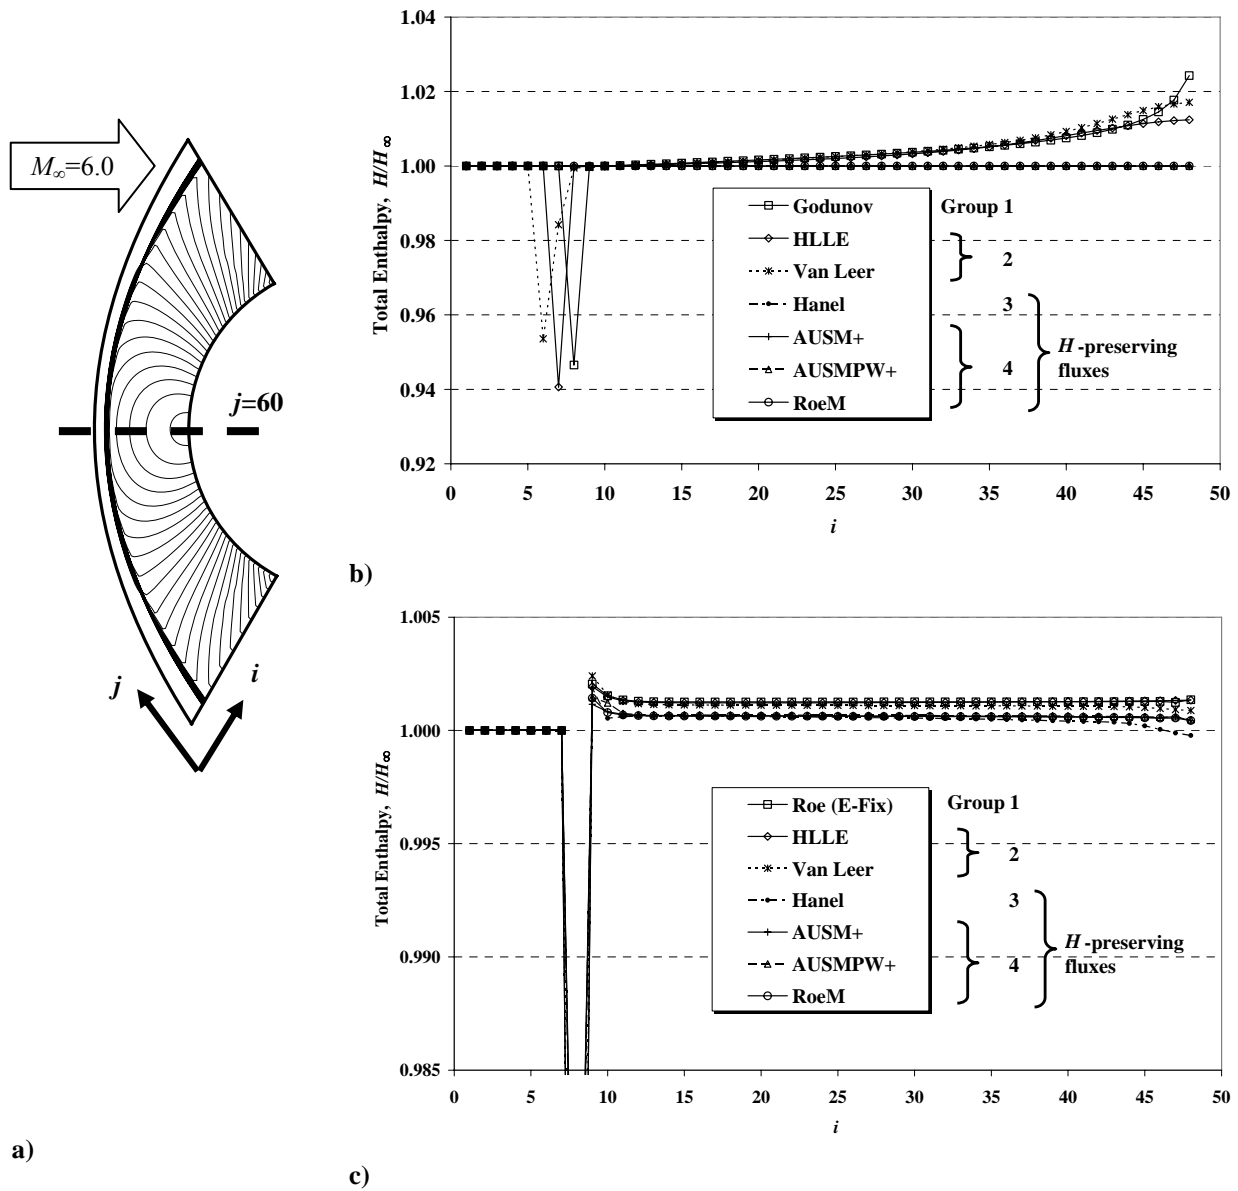 M∞=6.0
j=60
j
i
a)
1.04
1.02
1.00
0.98
0.96
0.94
0.92
Total Enthalpy, H/H∞
0 5 10 15 20 25 30 35 40 45 50
i
Godunov Group 1
HLLE
2
Van Leer
Hanel 3
AUSM+
H-preserving
AUSMPW+ 4
fluxes
RoeM
b)
1.005
1.000
0.995
0.990
0.985
Total Enthalpy, H/H∞
0 5 10 15 20 25 30 35 40 45 50
i
Roe (E-Fix) Group 1
HLLE
2
Van Leer
Hanel 3
AUSM+
H-preserving
AUSMPW+ 4
fluxes
RoeM
c)